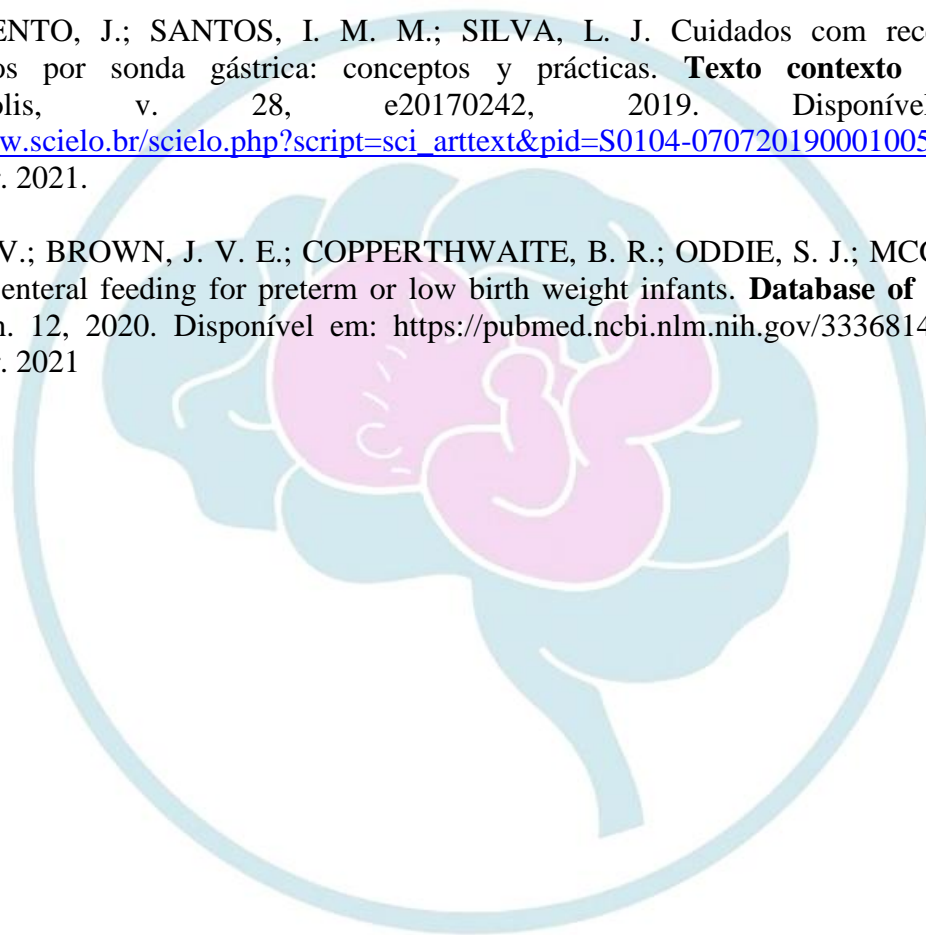 ENTO, J.; SANTOS, I. M. M.; SILVA, L. J. Cuidados com rec
os por sonda gástrica: conceptos y prácticas. Texto contexto
olis, v. 28, e20170242, 2019. Disponível
w.scielo.br/scielo.php?script=sci_arttext&pid=S0104-070720190001005
. 2021.
V.; BROWN, J. V. E.; COPPERTHWAITE, B. R.; ODDIE, S. J.; MCG
enteral feeding for preterm or low birth weight infants. Database of
n. 12, 2020. Disponível em: https://pubmed.ncbi.nlm.nih.gov/3336814
. 2021